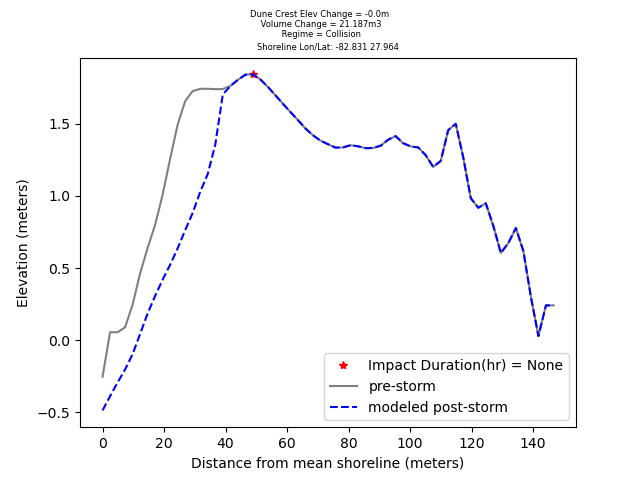 Dune Crest Elev Change = -0.0m
Volume Change = 21.187m3
Regime = Collision
Shoreline Lon/Lat: -82.831 27.964
1.5
1.0
0.5
0.0
−0.5
Elevation (meters)
Impact Duration(hr) = None
pre-storm
modeled post-storm
0 20 40 60 80 100 120 140
Distance from mean shoreline (meters)